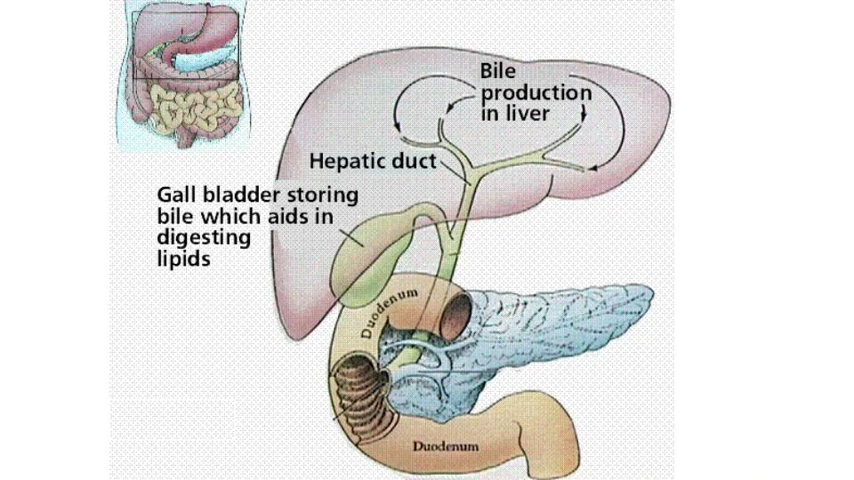 Bile
production
in liver
Hepatic duct
Gall bladder storing
bile which aids in
digesting
lipids
Duodenum
Duodenum